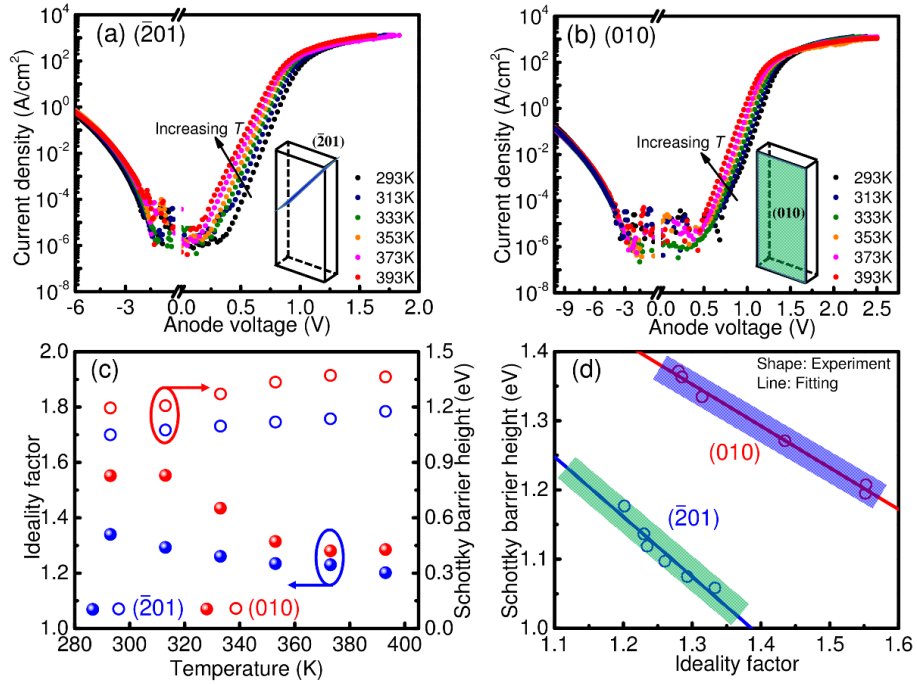 (a) (2̅01)
Current density (A/cm²)
10⁴
10²
10⁰
10⁻²
10⁻⁴
10⁻⁶
10⁻⁸
Increasing T
(2̅01)
293K
313K
333K
353K
373K
393K
-6 -3 0.0 0.5 1.0 1.5 2.0
Anode voltage (V)
(b) (010)
Current density (A/cm²)
10⁴
10²
10⁰
10⁻²
10⁻⁴
10⁻⁶
10⁻⁸
Increasing T
(010)
293K
313K
333K
353K
373K
393K
-9 -6 -3 0.0 0.5 1.0 1.5 2.0 2.5
Anode voltage (V)
(c)
Ideality factor
2.0
1.8
1.6
1.4
1.2
1.0
Schottky barrier height (eV)
1.5
1.2
0.9
0.6
0.3
0.0
(2̅01) (010)
280 300 320 340 360 380 400
Temperature (K)
(d)
Shape: Experiment
Line: Fitting
Schottky barrier height (eV)
1.4
1.3
1.2
1.1
1.0
(010)
(2̅01)
1.1 1.2 1.3 1.4 1.5 1.6
Ideality factor